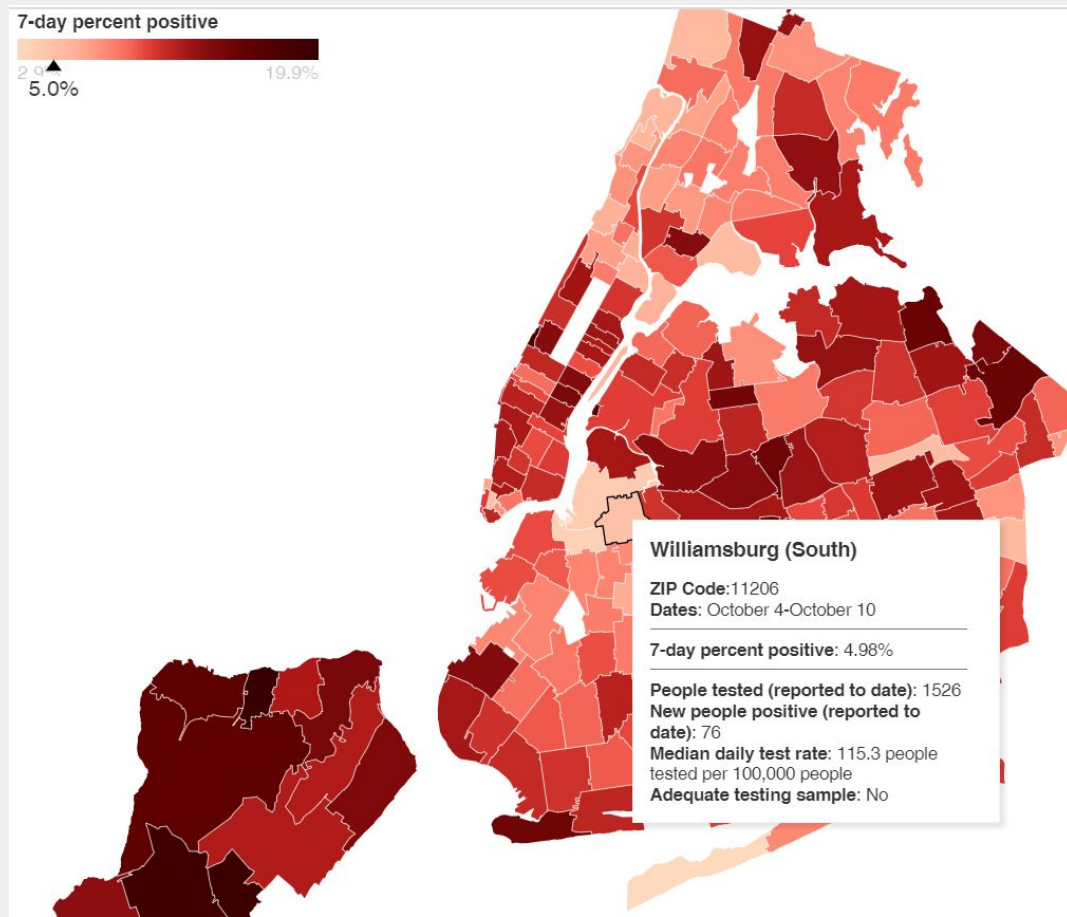 7-day percent positive
2.9% 19.9%
5.0%
Williamsburg (South)
ZIP Code:11206
Dates: October 4-October 10
7-day percent positive: 4.98%
People tested (reported to date): 1526
New people positive (reported to
date): 76
Median daily test rate: 115.3 people
tested per 100,000 people
Adequate testing sample: No